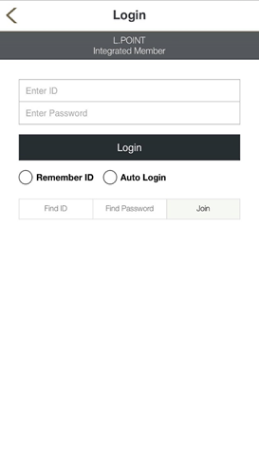 Login
L.POINT
Integrated Member
Enter ID
Enter Password
Login
Remember ID Auto Login
Find ID Find Password Join